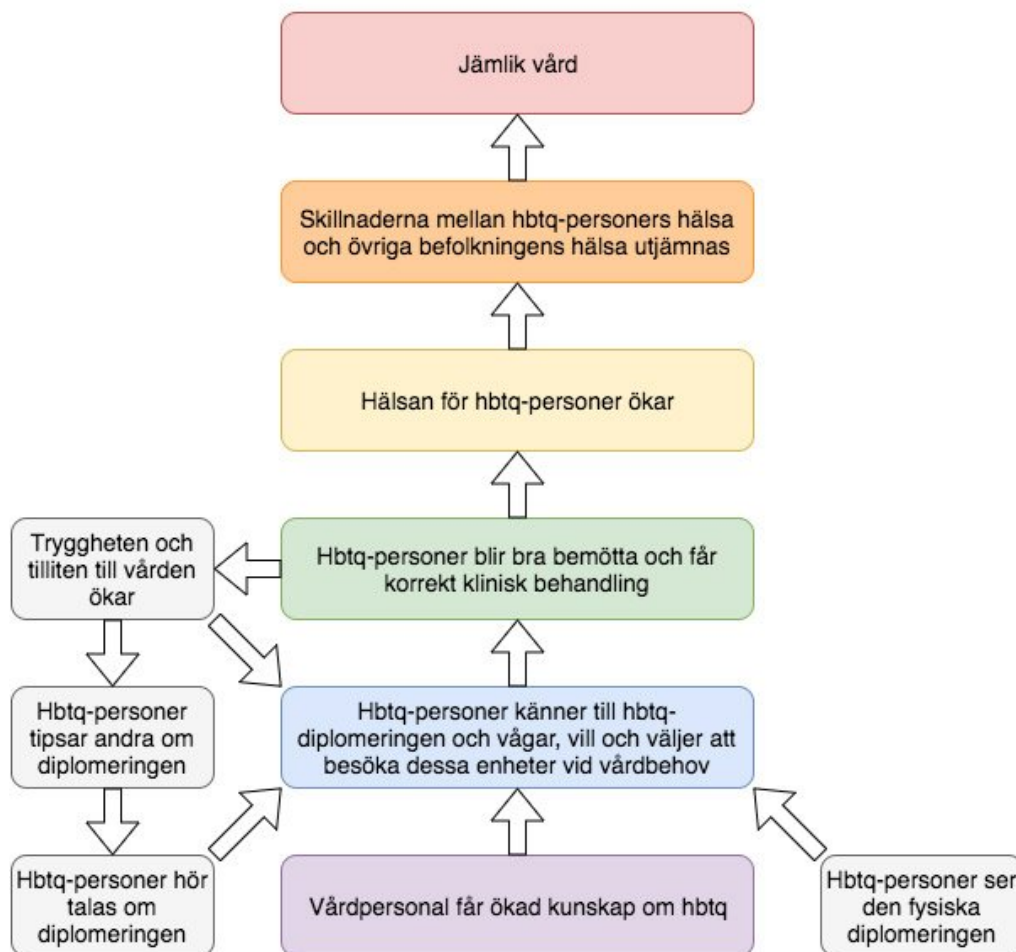 Jämlik vård
Skillnaderna mellan hbtq-personers hälsa
och övriga befolkningens hälsa utjämnas
Hälsan för hbtq-personer ökar
Tryggheten och
tilliten till vården
ökar
Hbtq-personer blir bra bemötta och får
korrekt klinisk behandling
Hbtq-personer
tipsar andra om
diplomeringen
Hbtq-personer känner till hbtq-
diplomeringen och vågar, vill och väljer att
besöka dessa enheter vid vårdbehov
Hbtq-personer hör
talas om
diplomeringen
Vårdpersonal får ökad kunskap om hbtq
Hbtq-personer ser
den fysiska
diplomeringen